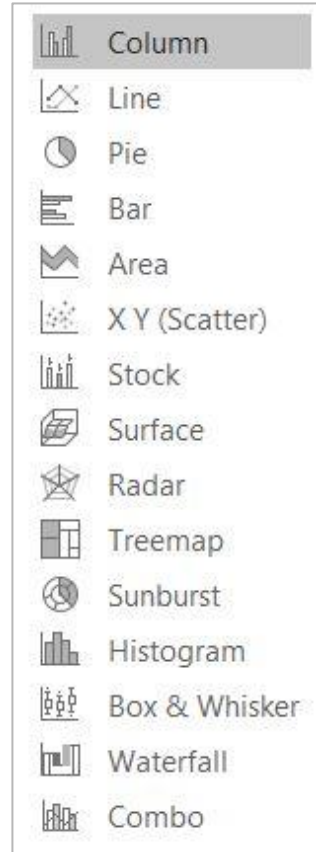 Column
Line
Pie
Bar
Area
X Y (Scatter)
Stock
Surface
Radar
Treemap
Sunburst
Histogram
Box & Whisker
Waterfall
Combo